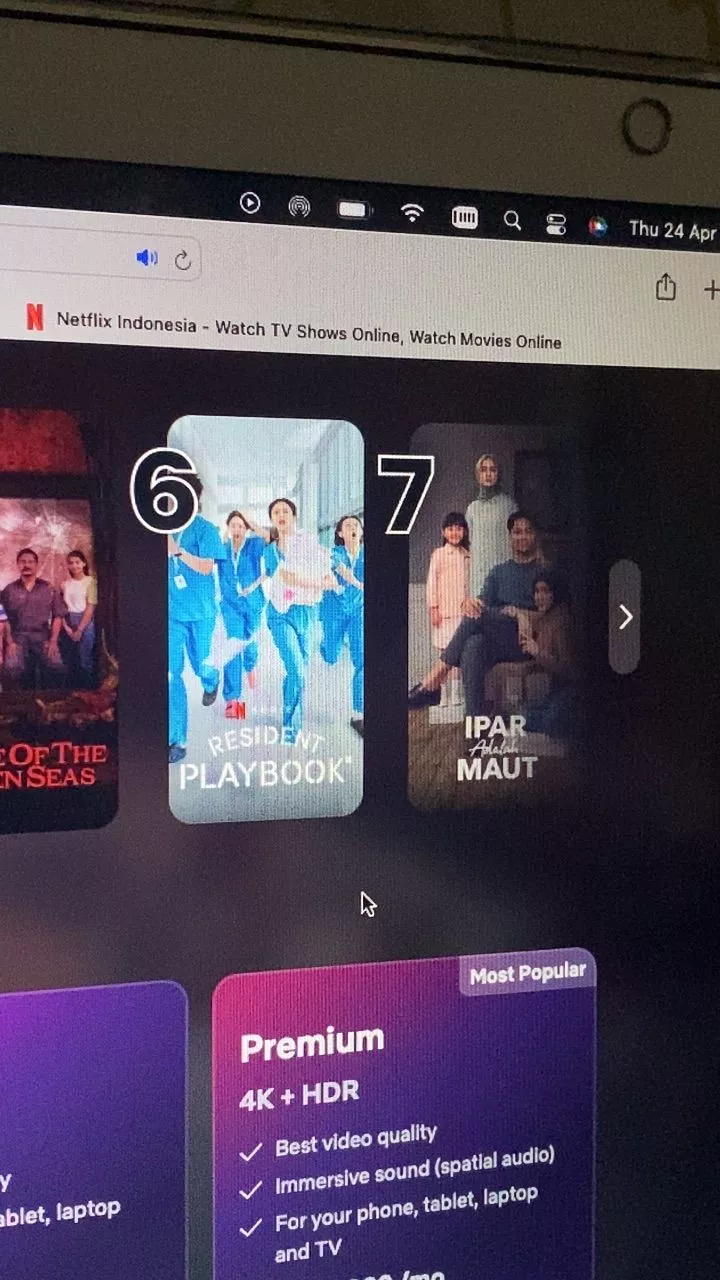 Thu 24 Apr
N Netflix Indonesia - Watch TV Shows Online, Watch Movies Online
6
7
N
RESIDENT
PLAYBOOK
IPAR
Adalah
MAUT
OF THE
SEAS
Most Popular
Premium
4K + HDR
Best video quality
Immersive sound (spatial audio)
For your phone, tablet, laptop
and TV
laptop
/mo